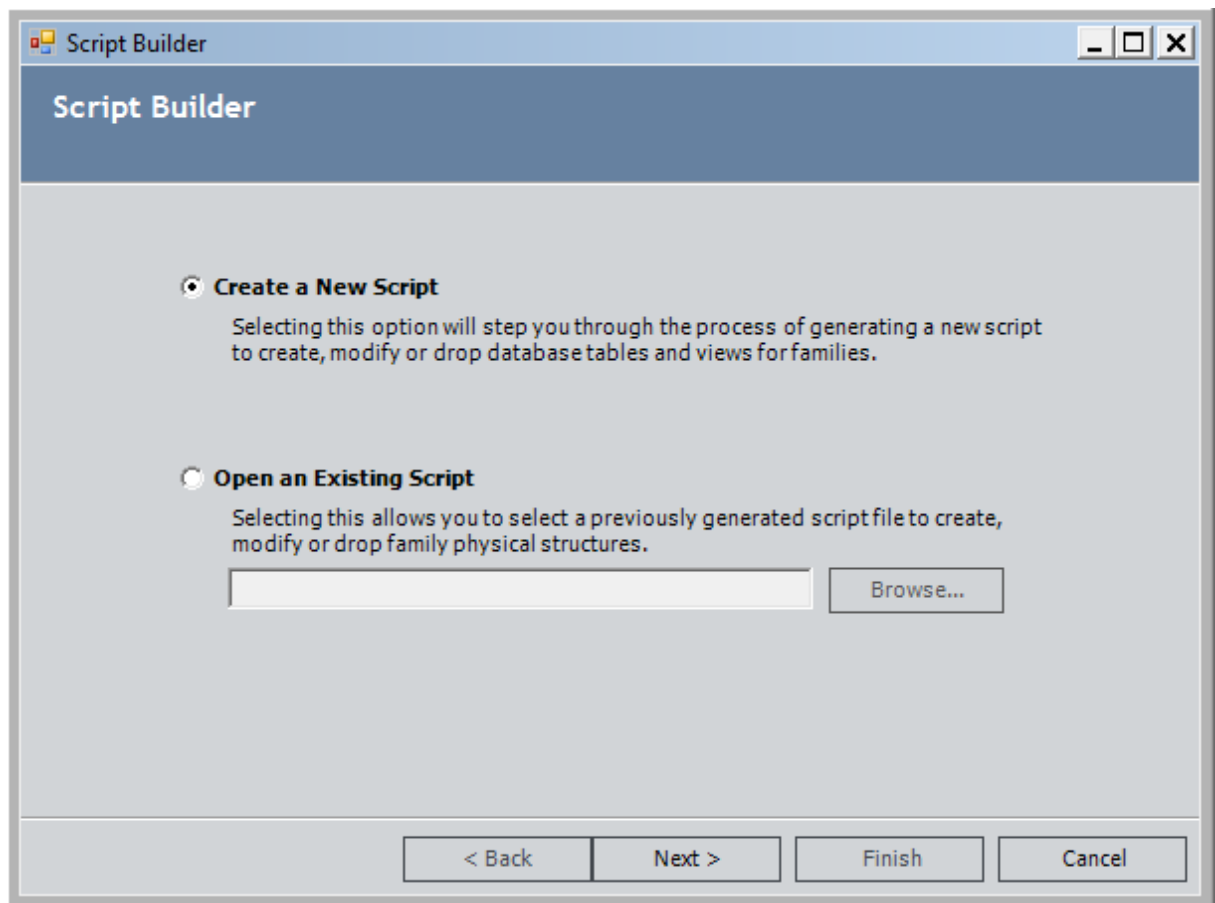 Script Builder
Script Builder
Create a New Script
Selecting this option will step you through the process of generating a new script
to create, modify or drop database tables and views for families.
Open an Existing Script
Selecting this allows you to select a previously generated script file to create,
modify or drop family physical structures.
Browse...
< Back
Next >
Finish
Cancel